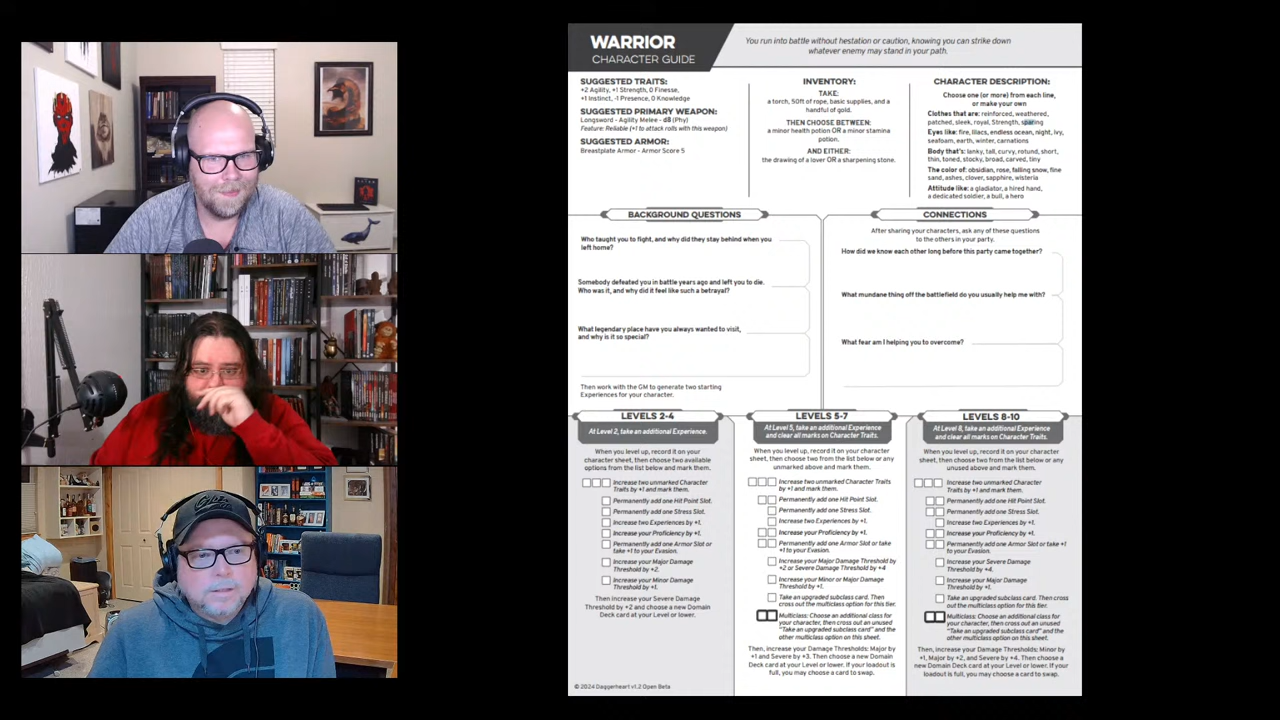 WARRIOR
CHARACTER GUIDE
You run into battle without hestation or caution, knowing you can strike down
whatever enemy may stand in your path.
SUGGESTED TRAITS:
+2 Agility, +1 Strength, 0 Finesse,
+1 Instinct, -1 Presence, 0 Knowledge
SUGGESTED PRIMARY WEAPON:
Longsword - Agility Melee - d8 (Phy)
Feature: Reliable (+1 to attack rolls with this weapon)
SUGGESTED ARMOR:
Breastplate Armor - Armor Score 5
INVENTORY:
TAKE:
a torch, 50ft of rope, basic supplies, and a
handful of gold.
THEN CHOOSE BETWEEN:
a minor health potion OR a minor stamina
potion.
AND EITHER:
the drawing of a lover OR a sharpening stone.
CHARACTER DESCRIPTION:
Choose one (or more) from each line,
or make your own
Clothes that are: reinforced, weathered,
patched, sleek, royal, Strength, sparing
Eyes like: fire, lilacs, endless ocean, night, ivy,
seafoam, earth, winter, carnations
Body that's: lanky, tall, curvy, rotund, short,
thin, toned, stocky, broad, carved, tiny
The color of: obsidian, rose, falling snow, fine
sand, ashes, clover, sapphire, wisteria
Attitude like: a gladiator, a hired hand,
a dedicated soldier, a bull, a hero
BACKGROUND QUESTIONS
Who taught you to fight, and why did they stay behind when you
left home?
Somebody defeated you in battle years ago and left you to die.
Who was it, and why did it feel like such a betrayal?
What legendary place have you always wanted to visit,
and why is it so special?
Then work with the GM to generate two starting
Experiences for your character.
CONNECTIONS
After sharing your characters, ask any of these questions
to the others in your party.
How did we know each other long before this party came together?
What mundane thing off the battlefield do you usually help me with?
What fear am I helping you to overcome?
LEVELS 2-4
At Level 2, take an additional Experience.
When you level up, record it on your
character sheet, then choose two available
options from the list below and mark them.
Increase two unmarked Character
Traits by +1 and mark them.
Permanently add one Hit Point Slot.
Permanently add one Stress Slot.
Increase two Experiences by +1.
Increase your Proficiency by +1.
Permanently add one Armor Slot or
take +1 to your Evasion.
Increase your Major Damage
Threshold by +2.
Increase your Minor Damage
Threshold by +1.
Then increase your Severe Damage
Threshold by +2 and choose a new Domain
Deck card at your Level or lower.
LEVELS 5-7
At Level 5, take an additional Experience
and clear all marks on Character Traits.
When you level up, record it on your character
sheet, then choose two from the list below or any
unmarked above and mark them.
Increase two unmarked Character Traits
by +1 and mark them.
Permanently add one Hit Point Slot.
Permanently add one Stress Slot.
Increase two Experiences by +1.
Increase your Proficiency by +1.
Permanently add one Armor Slot or take
+1 to your Evasion.
Increase your Major Damage Threshold by
+2 or Severe Damage Threshold by +4
Increase your Minor or Major Damage
Threshold by +1.
Take an upgraded subclass card. Then
cross out the multiclass option for this tier.
Multiclass: Choose an additional class for
your character, then cross out an unused
"Take an upgraded subclass card" and the
other multiclass option on this sheet.
Then, increase your Damage Thresholds: Major by
+1 and Severe by +3. Then choose a new Domain
Deck card at your Level or lower. If your loadout is
full, you may choose a card to swap.
LEVELS 8-10
At Level 8, take an additional Experience
and clear all marks on Character Traits.
When you level up, record it on your character
sheet, then choose two from the list below or any
unused above and mark them.
Increase two unmarked Character
Traits by +1 and mark them.
Permanently add one Hit Point Slot.
Permanently add one Stress Slot.
Increase two Experiences by +1.
Increase your Proficiency by +1.
Permanently add one Armor Slot or take +1
to your Evasion.
Increase your Severe Damage
Threshold by +4.
Increase your Major Damage
Threshold by +1.
Take an upgraded subclass card. Then cross
out the multiclass option for this tier.
Multiclass: Choose an additional class for
your character, then cross out an unused
"Take an upgraded subclass card" and the
other multiclass option on this sheet.
Then, increase your Damage Thresholds: Minor by
+1, Major by +2, and Severe by +4. Then choose a
new Domain Deck card at your Level or lower. If your
loadout is full, you may choose a card to swap.
© 2024 Daggerheart v1.2 Open Beta